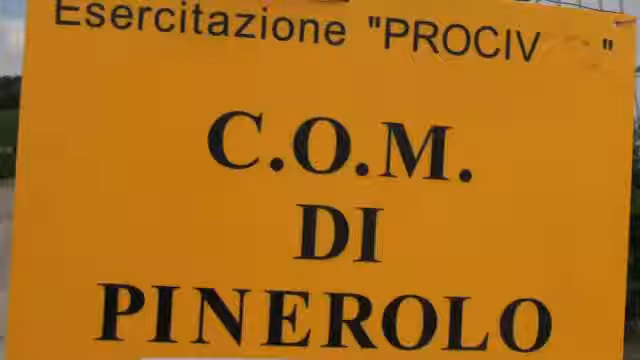 Esercitazione "PROCIV "
C.O.M.
DI
PINEROLO